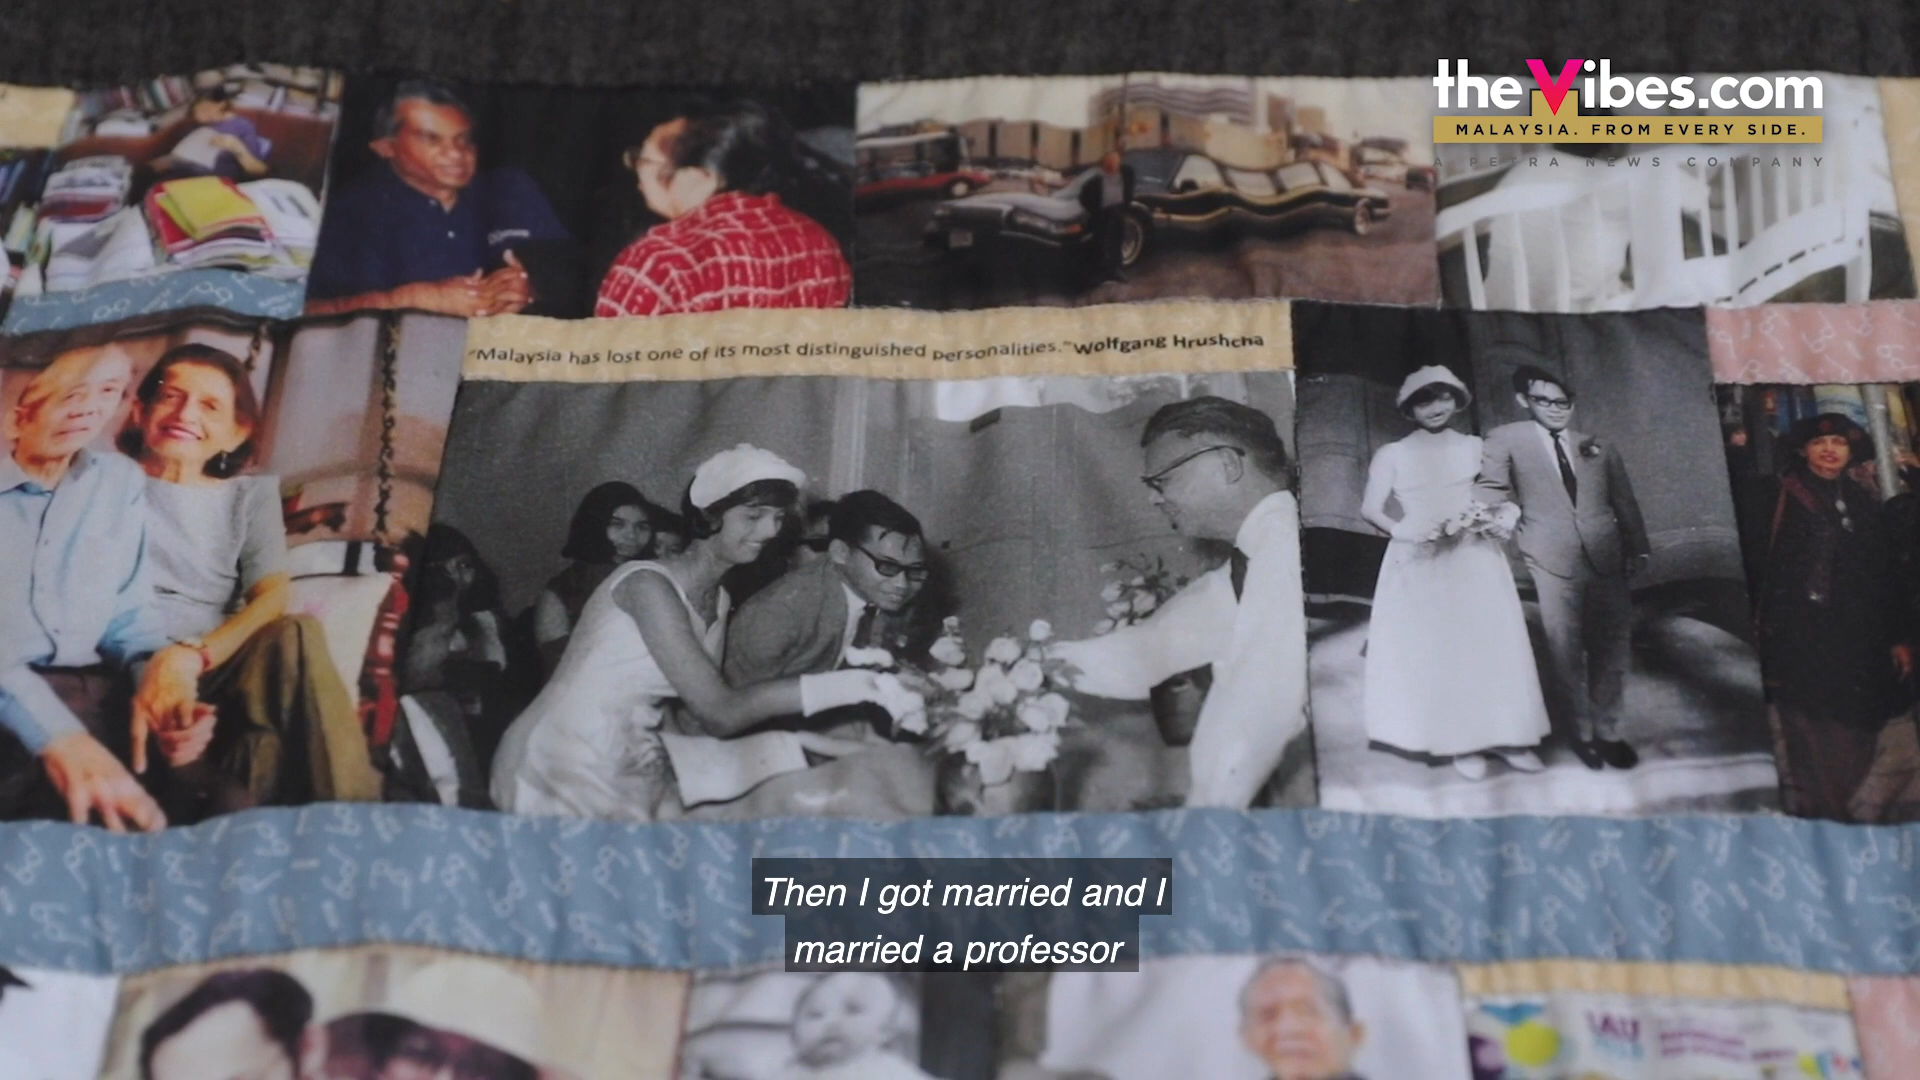 theVibes.com
MALAYSIA. FROM EVERY SIDE.
A PETRA NEWS COMPANY
"Malaysia has lost one of its most distinguished personalities." Wolfgang Hrushcha
Then I got married and I
married a professor
IAU